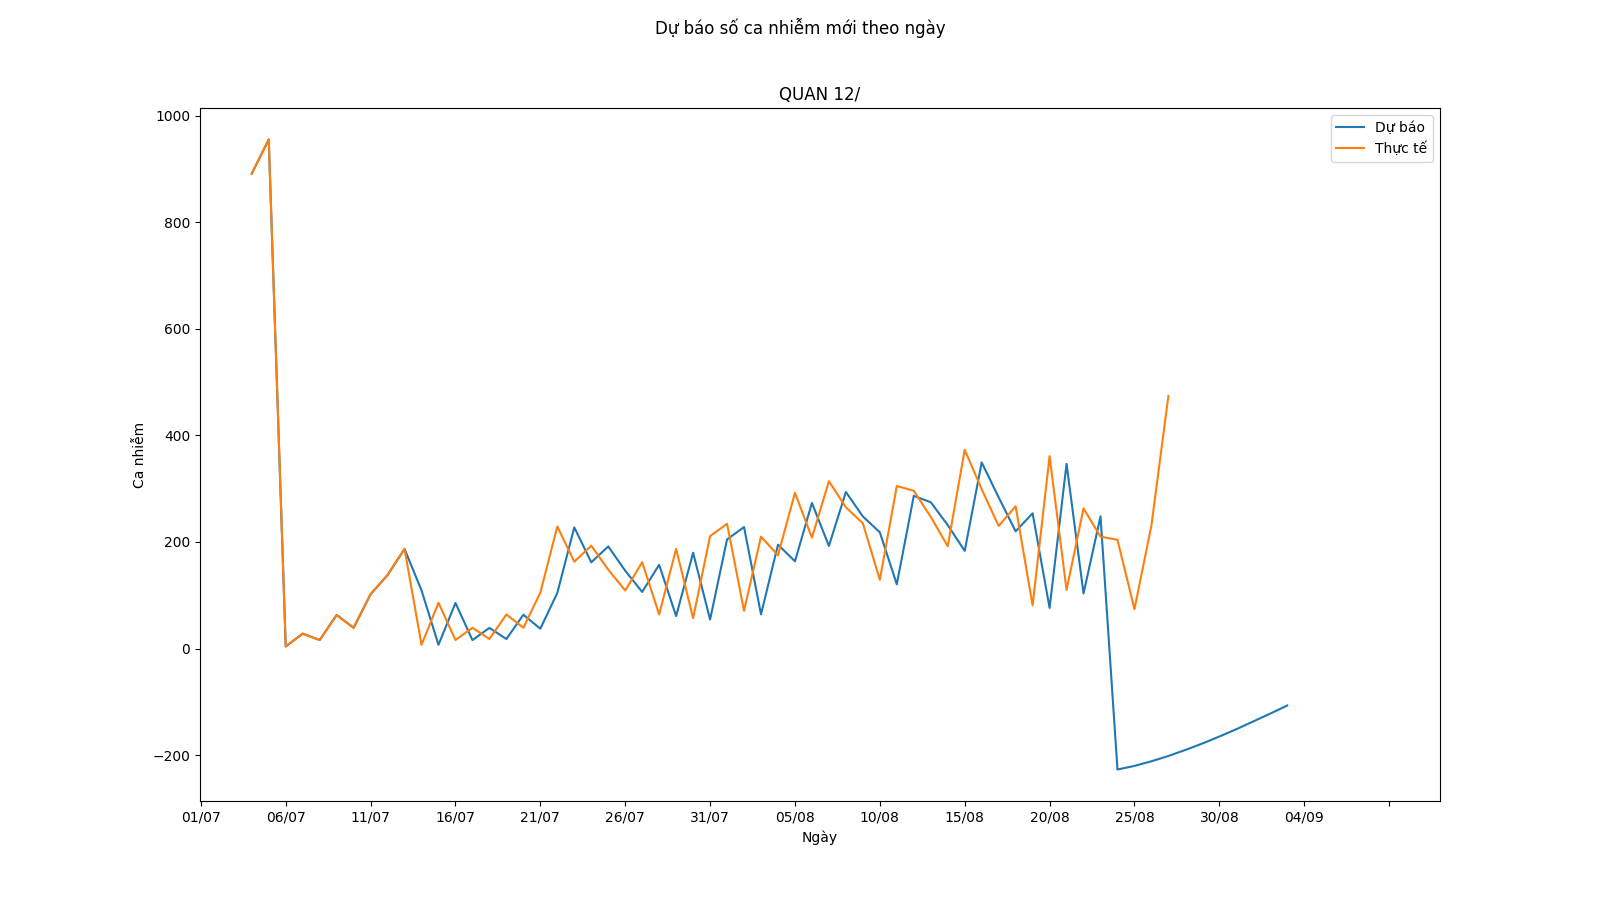 Dự báo số ca nhiễm mới theo ngày
QUAN 12/
Dự báo
Thực tế
1000
800
600
400
200
0
−200
Ca nhiễm
01/07 06/07 11/07 16/07 21/07 26/07 31/07 05/08 10/08 15/08 20/08 25/08 30/08 04/09
Ngày